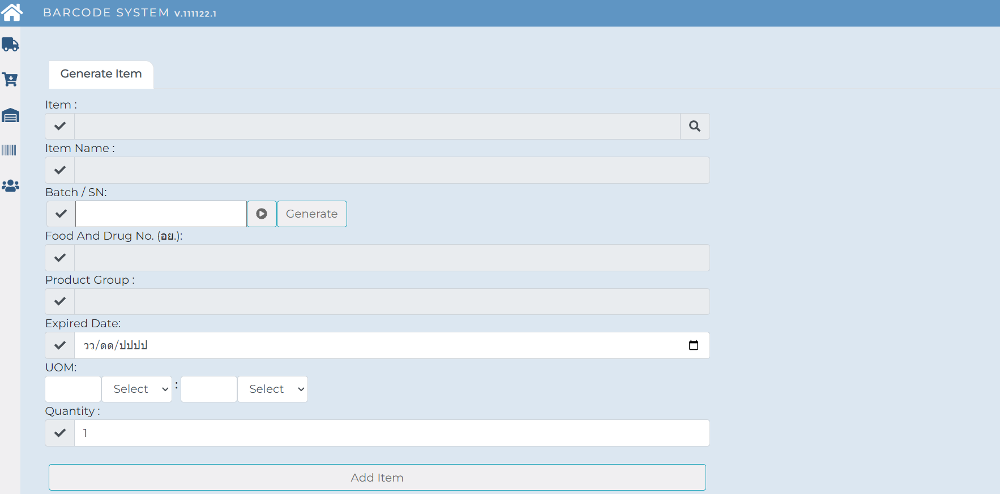 BARCODE SYSTEM V.111122.1
Generate Item
Item :
Item Name :
Batch / SN:
Generate
Food And Drug No. (อย.):
Product Group :
Expired Date:
วว/ดด/ปปปป
UOM:
Select : Select
Quantity :
1
Add Item